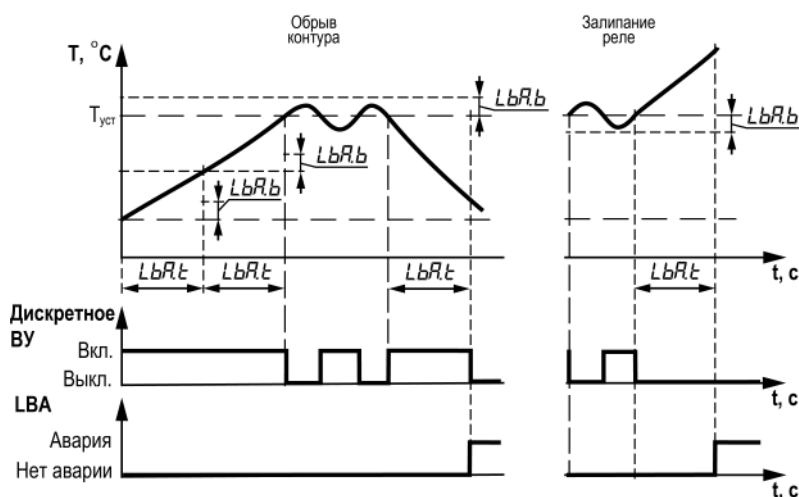 Обрыв
контура
Залипание
реле
T, °C
LbA.b
Tуст
LbA.b
LbA.b
LbA.b
LbA.t
LbA.t
LbA.t
LbA.t
t, с
Дискретное
ВУ
Вкл.
Выкл.
t, с
LBA
Авария
Нет аварии
t, с